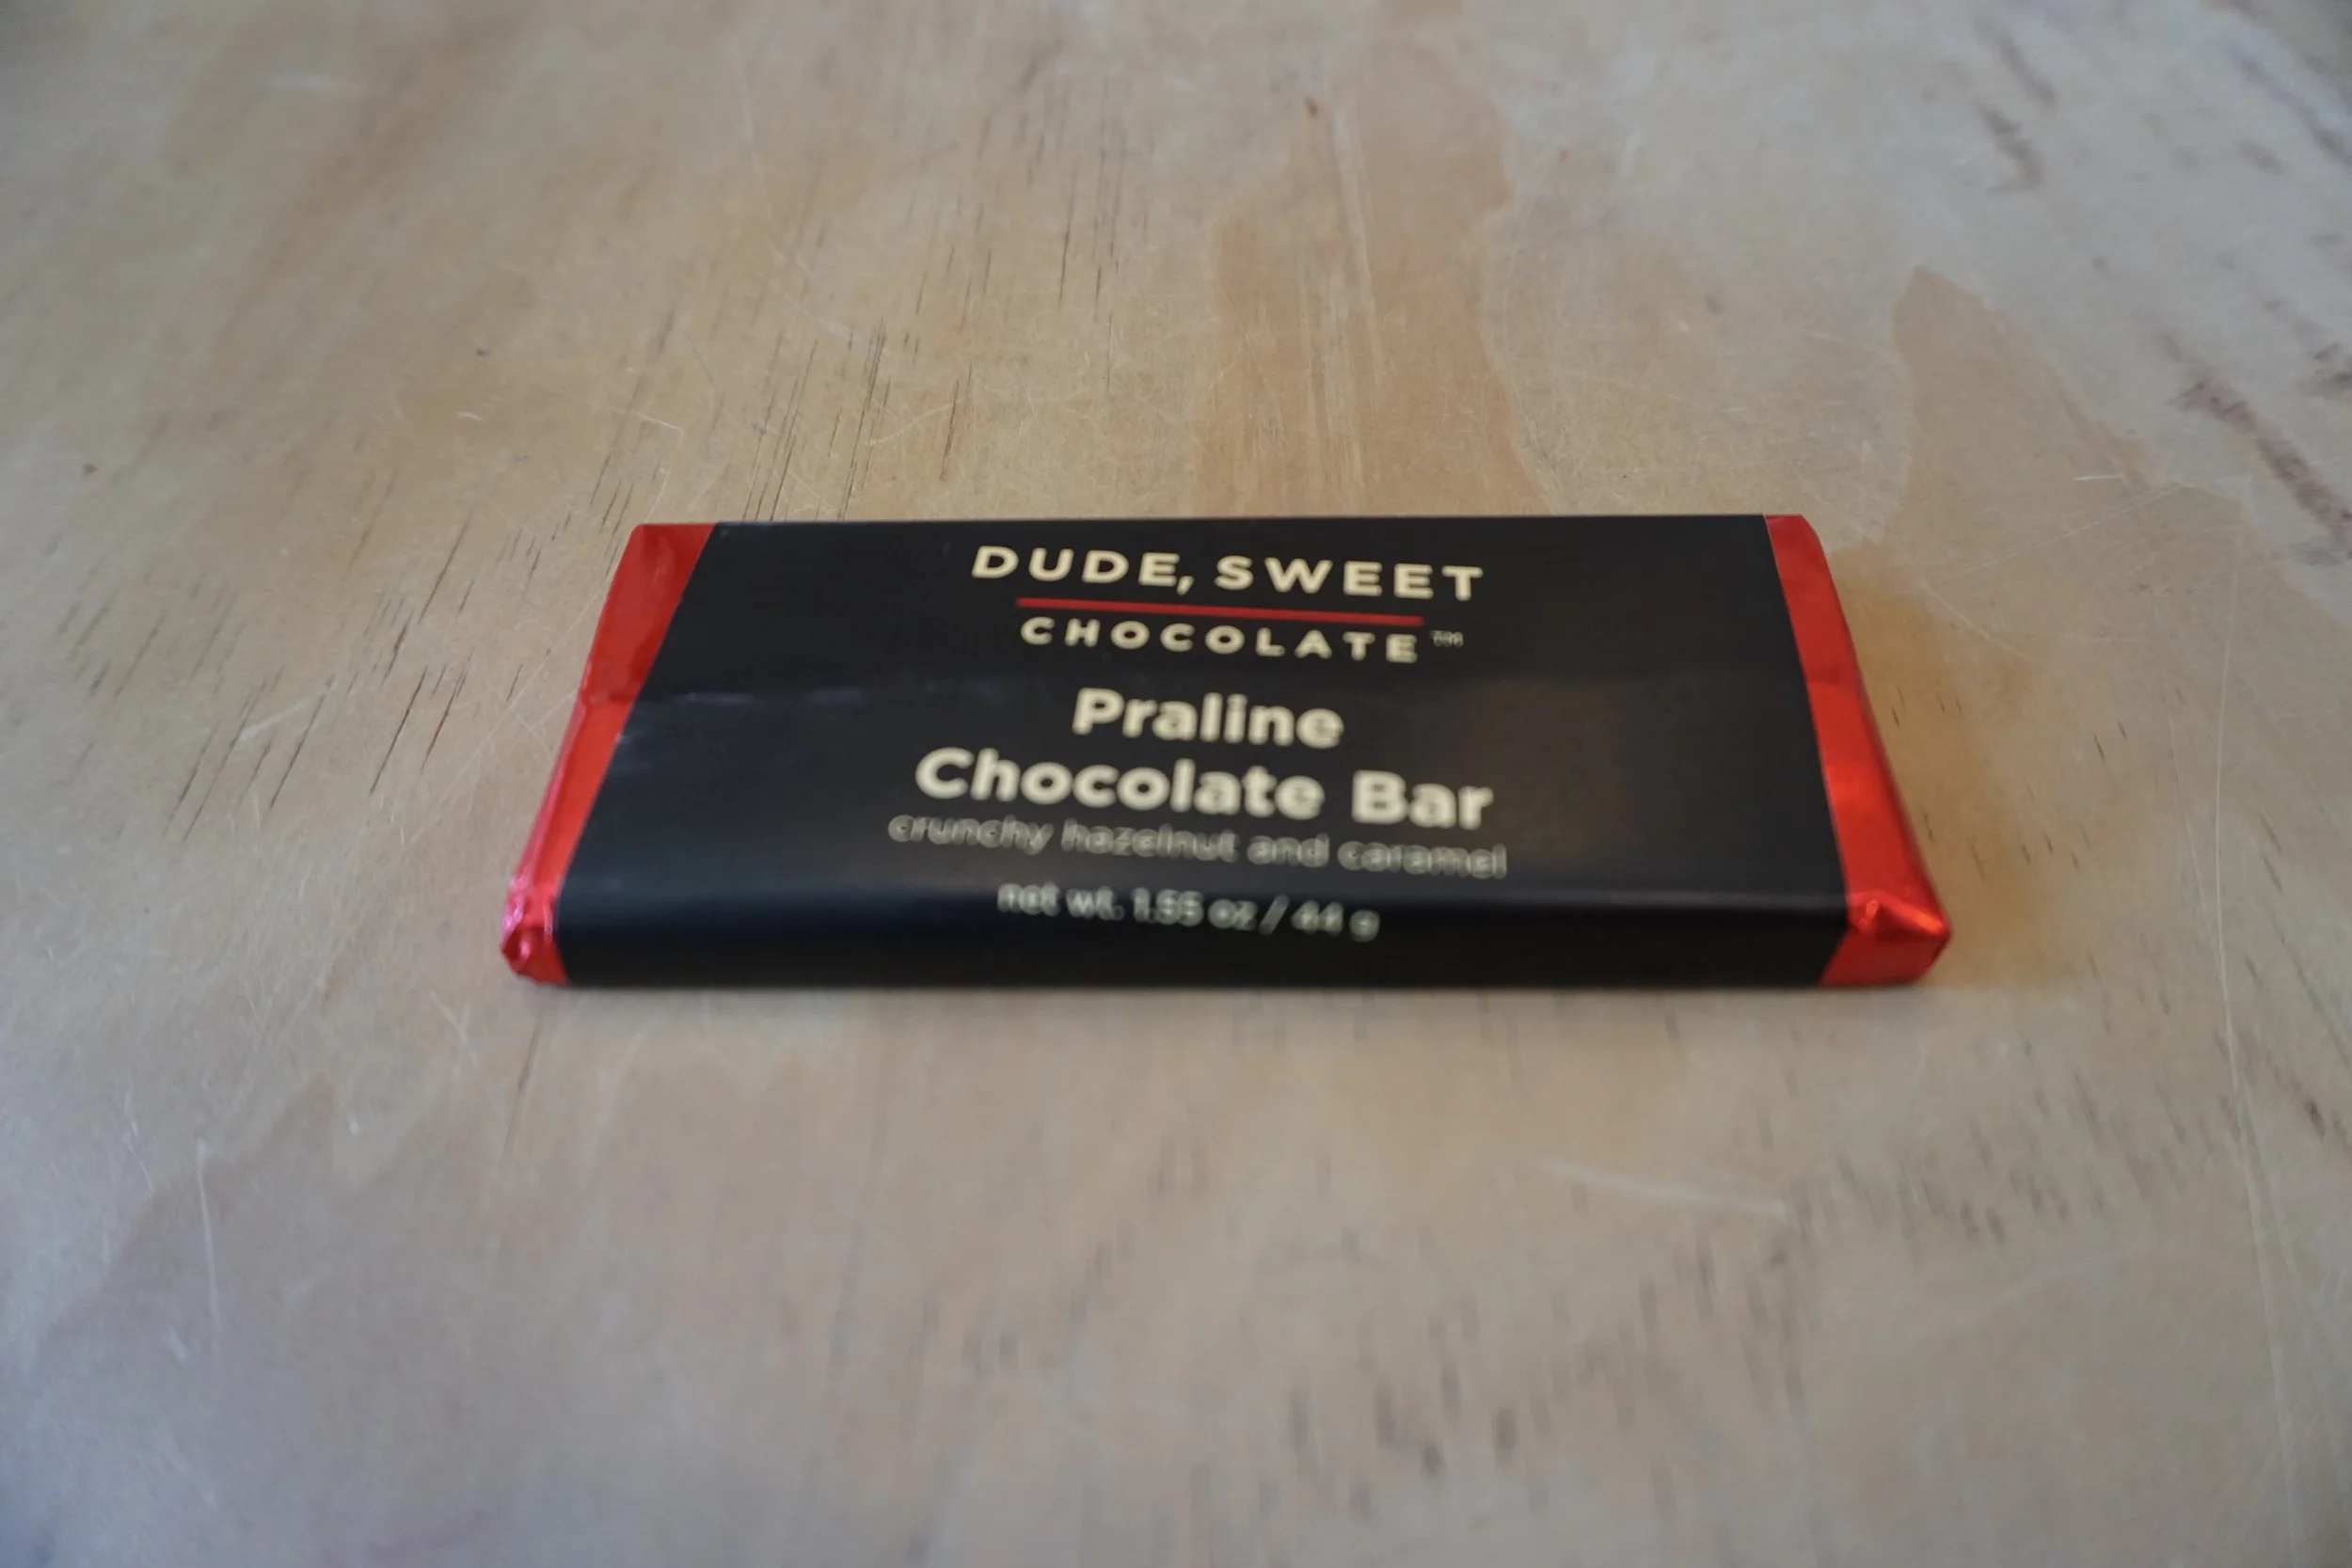 DUDE, SWEET
CHOCOLATE™
Praline
Chocolate Bar
crunchy hazelnut and caramel
net wt. 1.55 oz / 44 g